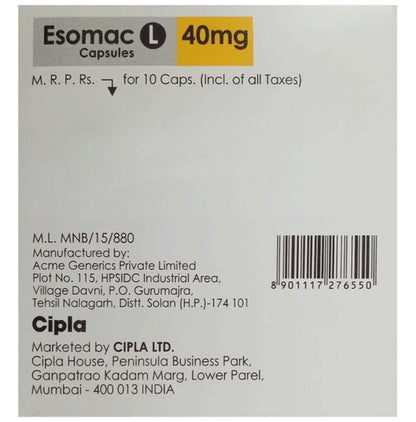 Esomac L 40mg
Capsules
M. R. P. Rs. for 10 Caps. (Incl. of all Taxes)
M.L. MNB/15/880
Manufactured by:
Acme Generics Private Limited
Plot No. 115, HPSIDC Industrial Area,
Village Davni, P.O. Gurumajra,
Tehsil Nalagarh, Distt. Solan (H.P.)-174 101
8 901117 276550
Cipla
Marketed by CIPLA LTD.
Cipla House, Peninsula Business Park,
Ganpatrao Kadam Marg, Lower Parel,
Mumbai - 400 013 INDIA